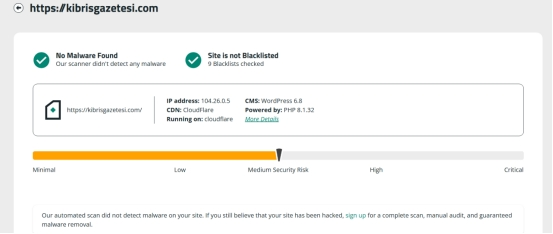 https://kibrisgazetesi.com
No Malware Found
Our scanner didn't detect any malware
Site is not Blacklisted
9 Blacklists checked
https://kibrisgazetesi.com/
IP address: 104.26.0.5
CDN: CloudFlare
Running on: cloudflare
CMS: WordPress 6.8
Powered by: PHP 8.1.32
More Details
Minimal Low Medium Security Risk High Critical
Our automated scan did not detect malware on your site. If you still believe that your site has been hacked, sign up for a complete scan, manual audit, and guaranteed
malware removal.